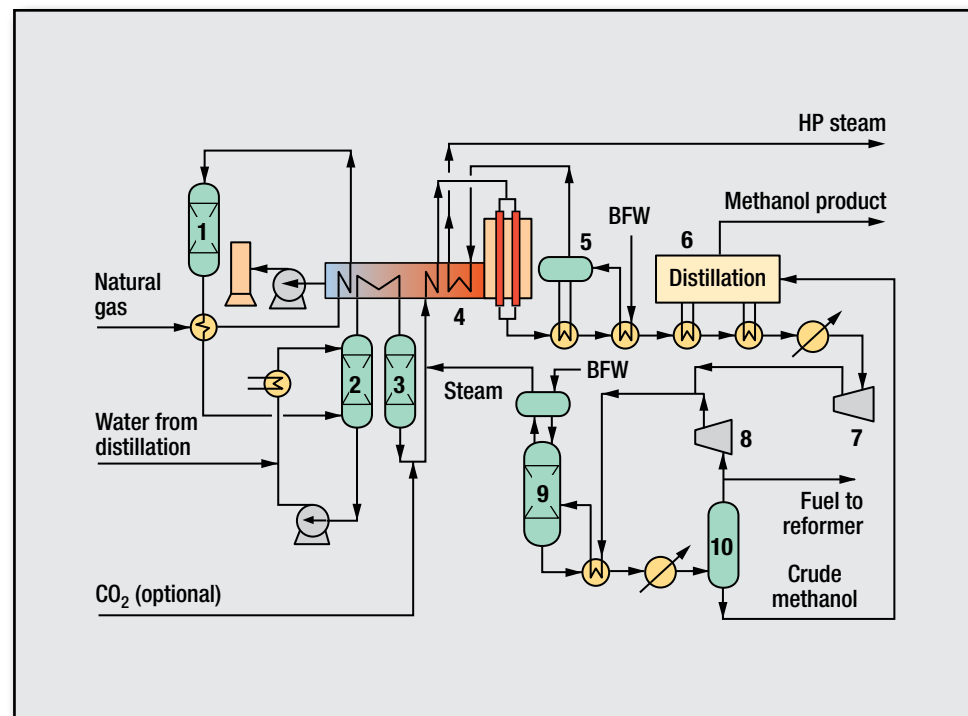 HP steam
Methanol product
BFW
5
6
1
Distillation
Natural
gas
4
2
3
Steam
BFW
Water from
distillation
8
7
9
Fuel to
reformer
10
CO₂ (optional)
Crude
methanol